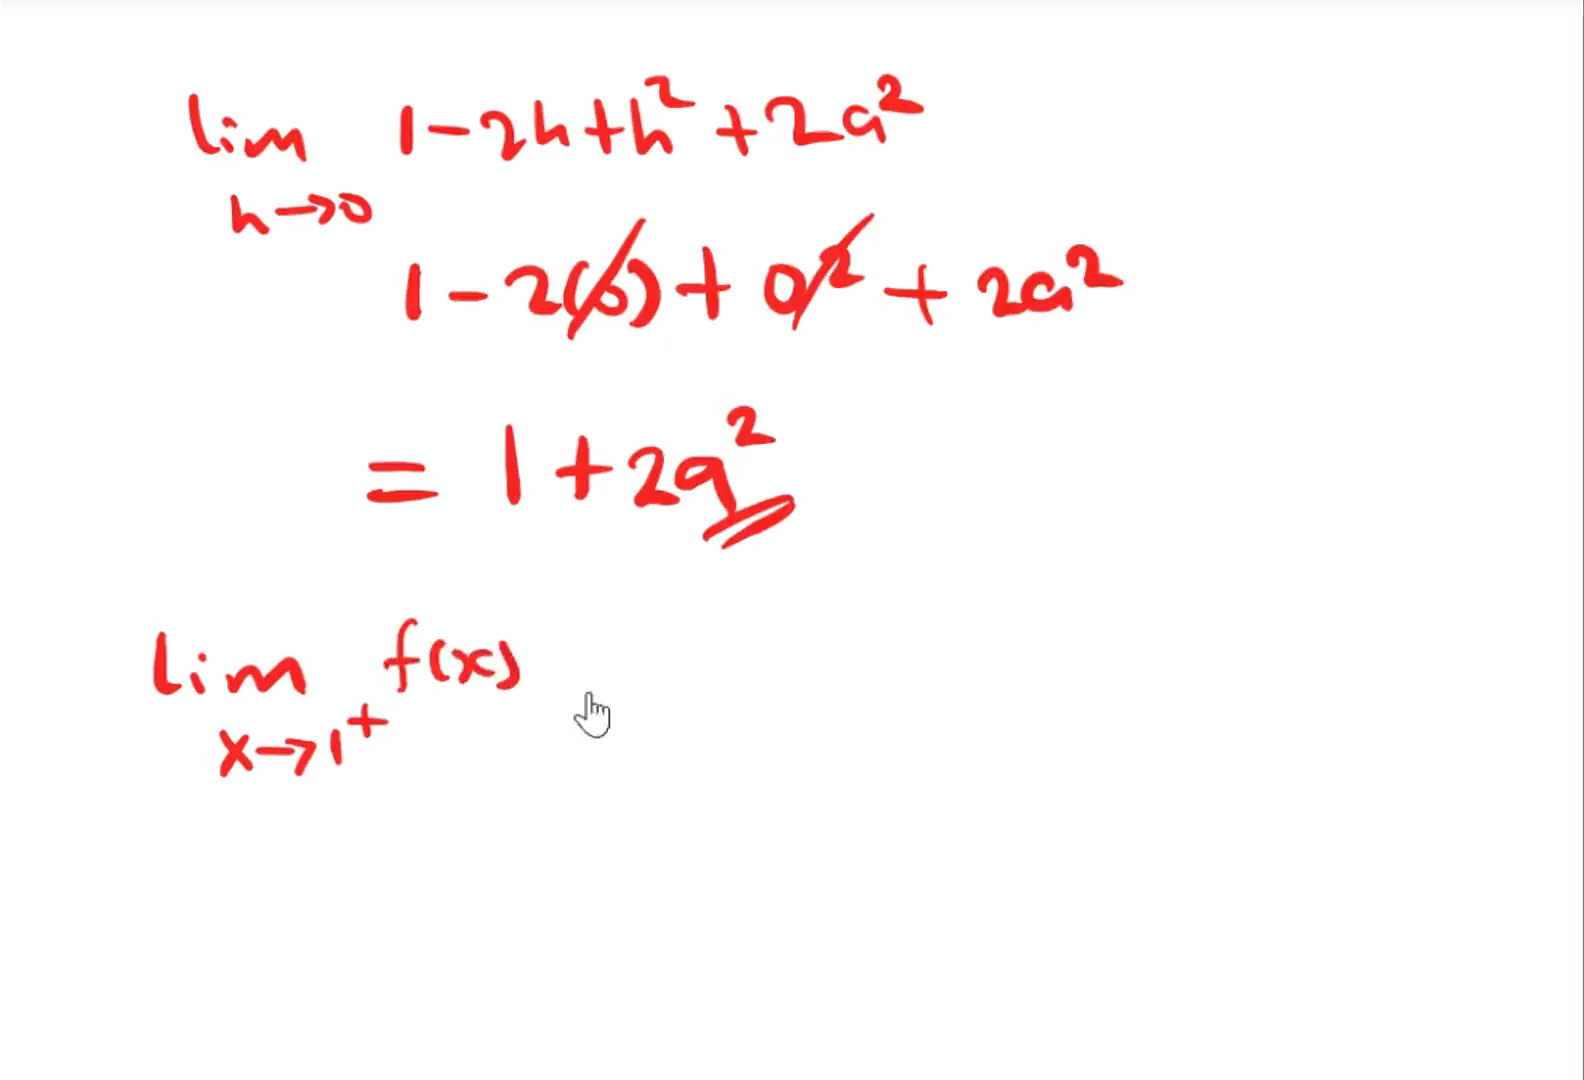 lim 1-2h+h²+2a²
h→0
1-2(0)+0²+2a²
= 1+2a²
lim f(x)
x→1⁺